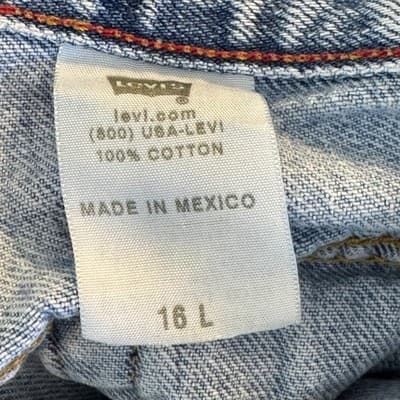 LEVI'S
®
levi.com
(800) USA-LEVI
100% COTTON
MADE IN MEXICO
16 L